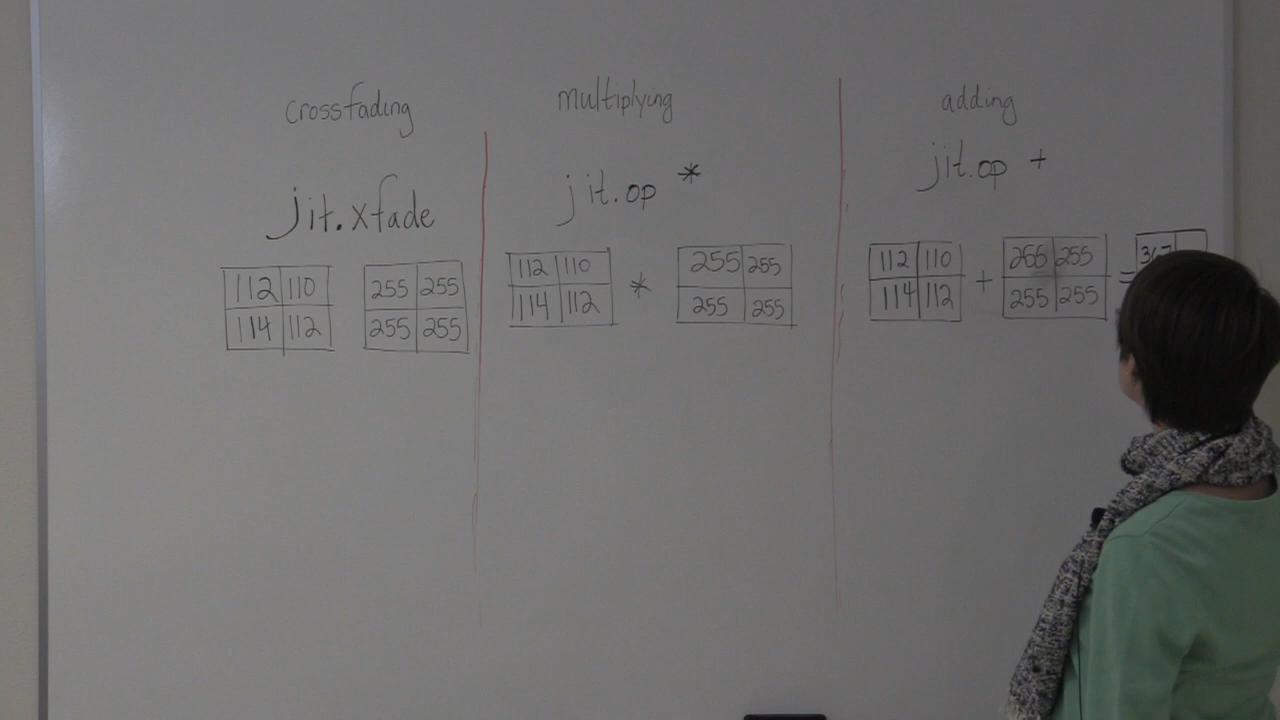 crossfading
jit.xfade
112 110 255 255
114 112 255 255
multiplying
jit.op *
112 110 * 255 255
114 112 255 255
adding
jit.op +
112 110 + 255 255 = 367
114 112 255 255